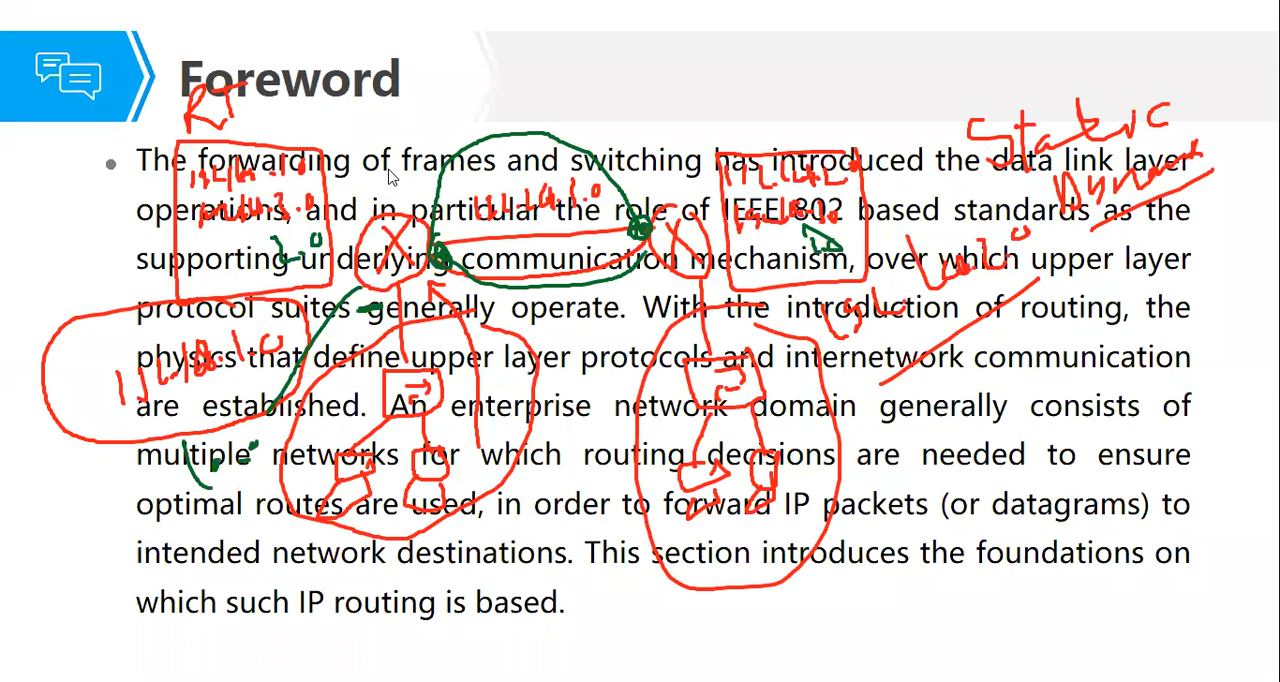 Foreword
RT
Static
• The forwarding of frames and switching has introduced the data link layer
operations, and in particular the role of IEEE 802 based standards as the
supporting underlying communication mechanism, over which upper layer
protocol suites generally operate. With the introduction of routing, the
physics that define upper layer protocols and internetwork communication
are established. An enterprise network domain generally consists of
multiple networks for which routing decisions are needed to ensure
optimal routes are used, in order to forward IP packets (or datagrams) to
intended network destinations. This section introduces the foundations on
which such IP routing is based.